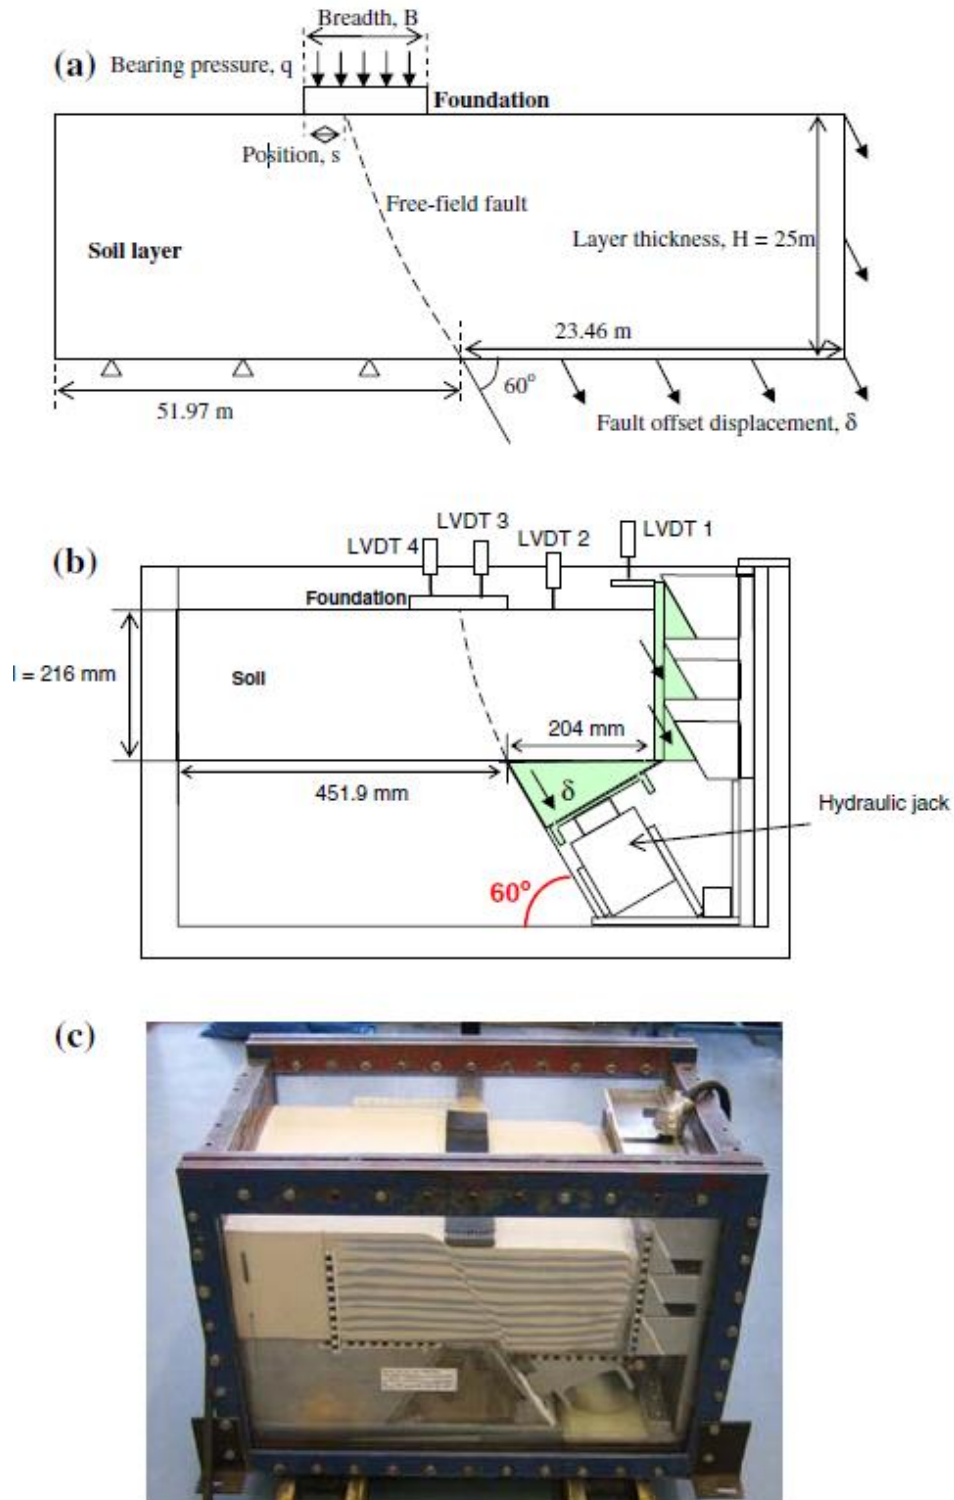 Breadth, B
(a) Bearing pressure, q
Foundation
Position, s
Free-field fault
Soil layer
Layer thickness, H = 25m
23.46 m
60°
51.97 m
Fault offset displacement, δ
(b)
LVDT 4
LVDT 3
LVDT 2
LVDT 1
Foundation
= 216 mm
Soil
204 mm
451.9 mm
δ
Hydraulic jack
60°
(c)